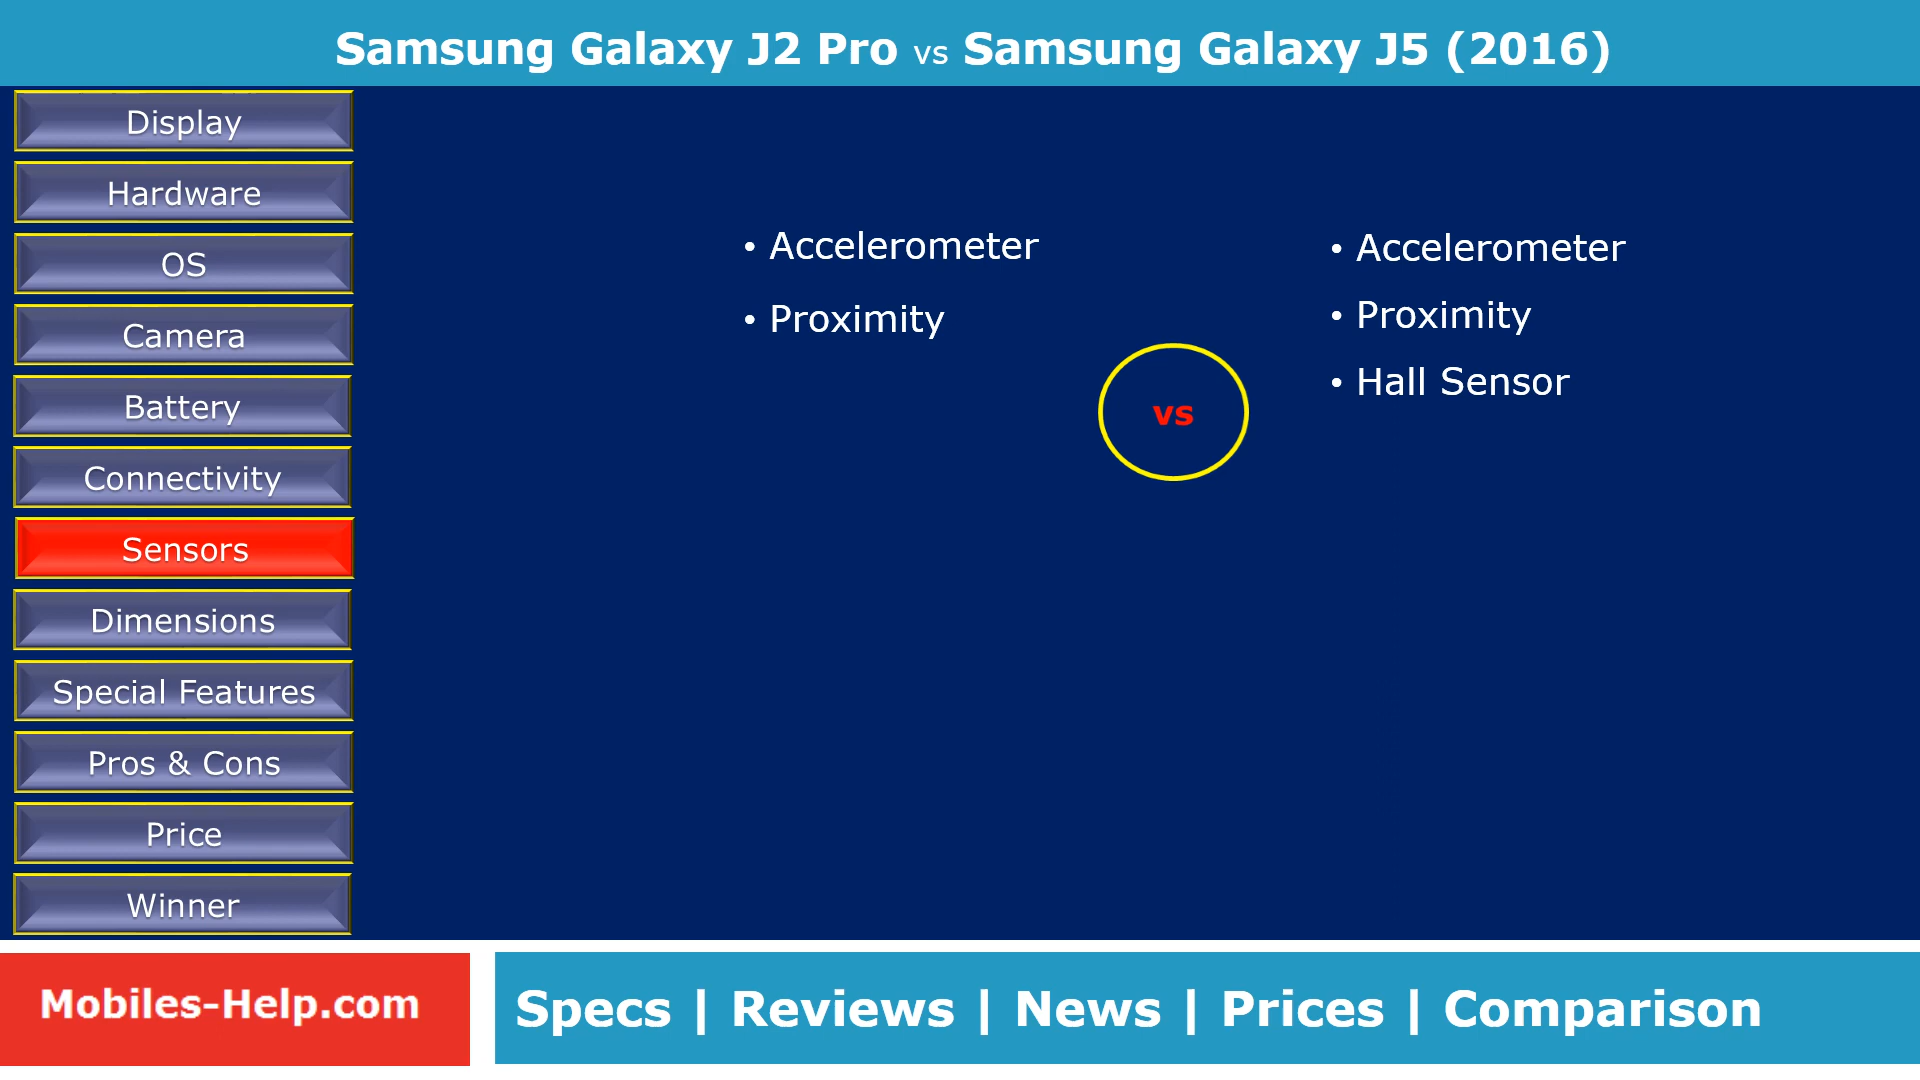 Samsung Galaxy J2 Pro vs Samsung Galaxy J5 (2016)
Display
Hardware
OS
Camera
Battery
Connectivity
Sensors
Dimensions
Special Features
Pros & Cons
Price
Winner
• Accelerometer
• Proximity
vs
• Accelerometer
• Proximity
• Hall Sensor
Mobiles-Help.com
Specs | Reviews | News | Prices | Comparison